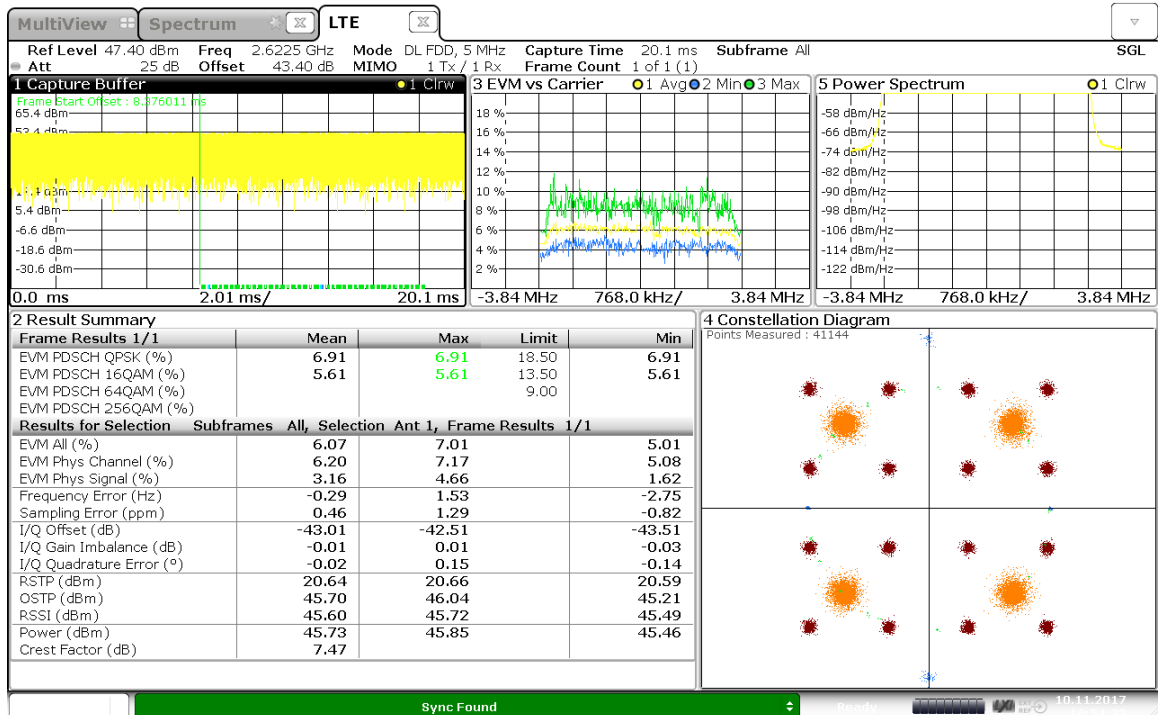 MultiView Spectrum LTE
Ref Level 47.40 dBm Freq 2.6225 GHz Mode DL FDD, 5 MHz Capture Time 20.1 ms Subframe All SGL
Att 25 dB Offset 43.40 dB MIMO 1 Tx / 1 Rx Frame Count 1 of 1 (1)
1 Capture Buffer 1 Clrw
Frame Start Offset : 8.376011 ms
65.4 dBm
53.4 dBm
5.4 dBm
-6.6 dBm
-18.6 dBm
-30.6 dBm
0.0 ms 2.01 ms/ 20.1 ms
3 EVM vs Carrier 1 Avg 2 Min 3 Max
18 %
16 %
14 %
12 %
10 %
8 %
6 %
4 %
2 %
-3.84 MHz 768.0 kHz/ 3.84 MHz
5 Power Spectrum 1 Clrw
-58 dBm/Hz
-66 dBm/Hz
-74 dBm/Hz
-82 dBm/Hz
-90 dBm/Hz
-98 dBm/Hz
-106 dBm/Hz
-114 dBm/Hz
-122 dBm/Hz
-3.84 MHz 768.0 kHz/ 3.84 MHz
2 Result Summary
Frame Results 1/1 Mean Max Limit Min
EVM PDSCH QPSK (%) 6.91 6.91 18.50 6.91
EVM PDSCH 16QAM (%) 5.61 5.61 13.50 5.61
EVM PDSCH 64QAM (%) 9.00
EVM PDSCH 256QAM (%)
Results for Selection Subframes All, Selection Ant 1, Frame Results 1/1
EVM All (%) 6.07 7.01 5.01
EVM Phys Channel (%) 6.20 7.17 5.08
EVM Phys Signal (%) 3.16 4.66 1.62
Frequency Error (Hz) -0.29 1.53 -2.75
Sampling Error (ppm) 0.46 1.29 -0.82
I/Q Offset (dB) -43.01 -42.51 -43.51
I/Q Gain Imbalance (dB) -0.01 0.01 -0.03
I/Q Quadrature Error (º) -0.02 0.15 -0.14
RSTP (dBm) 20.64 20.66 20.59
OSTP (dBm) 45.70 46.04 45.21
RSSI (dBm) 45.60 45.72 45.49
Power (dBm) 45.73 45.85 45.46
Crest Factor (dB) 7.47
4 Constellation Diagram
Points Measured : 41144
Sync Found Ready LXI EXT REF 10.11.2017